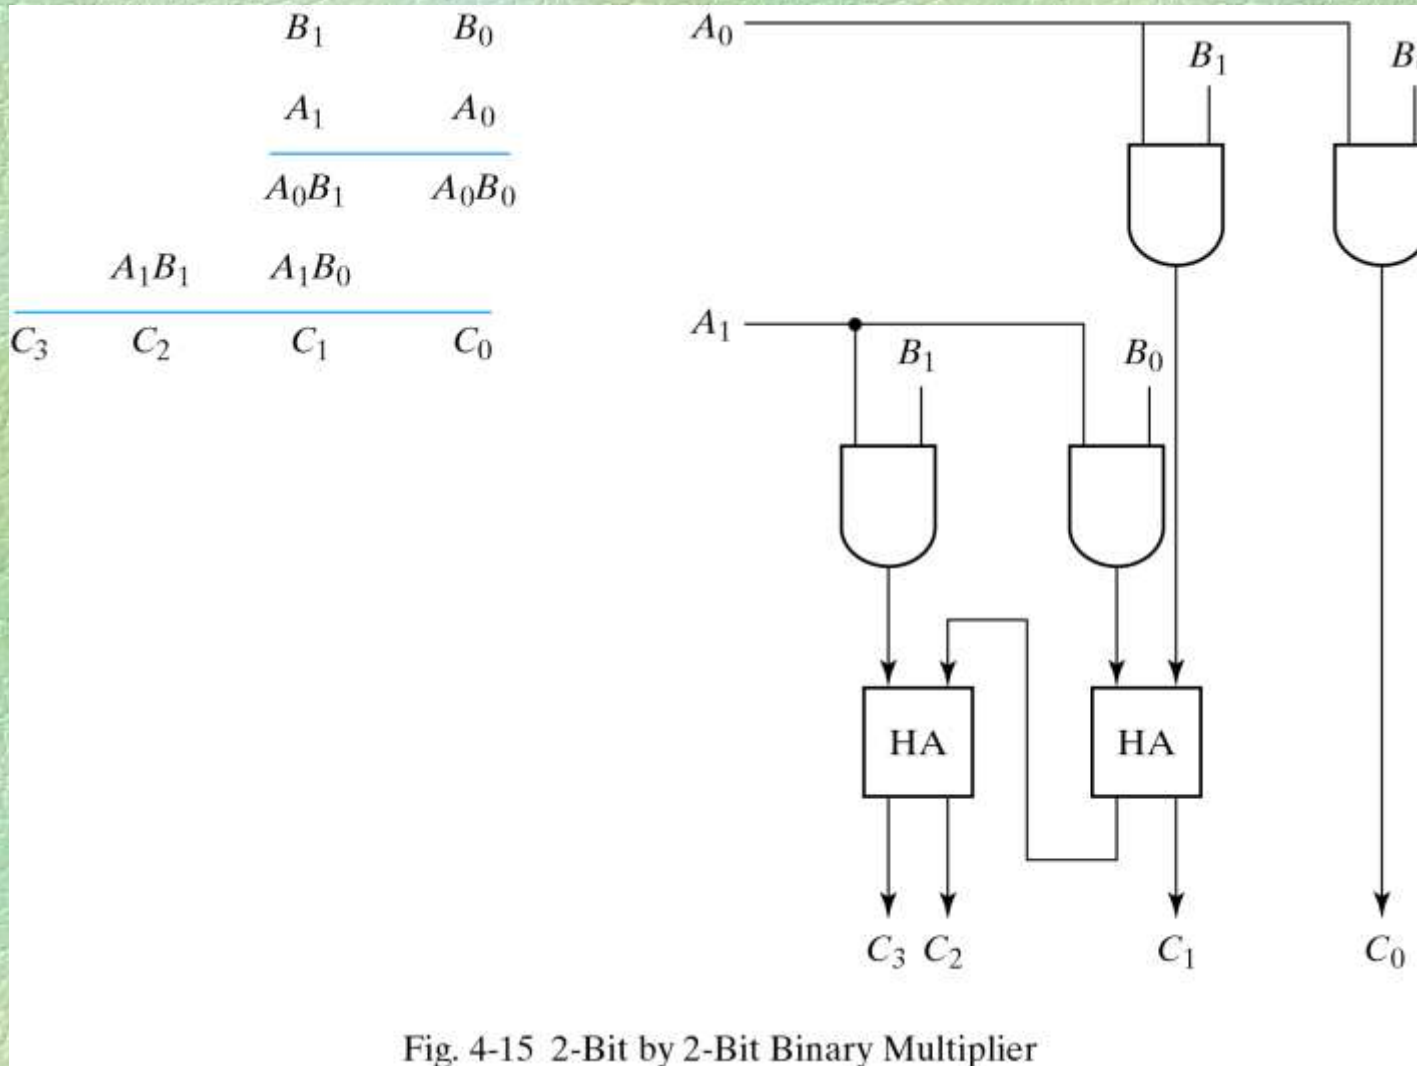 B₁ B₀
A₁ A₀
A₀B₁ A₀B₀
A₁B₁ A₁B₀
C₃ C₂ C₁ C₀
A₀
B₁
B
A₁
B₁
B₀
HA HA
C₃ C₂ C₁ C₀
Fig. 4-15 2-Bit by 2-Bit Binary Multiplier